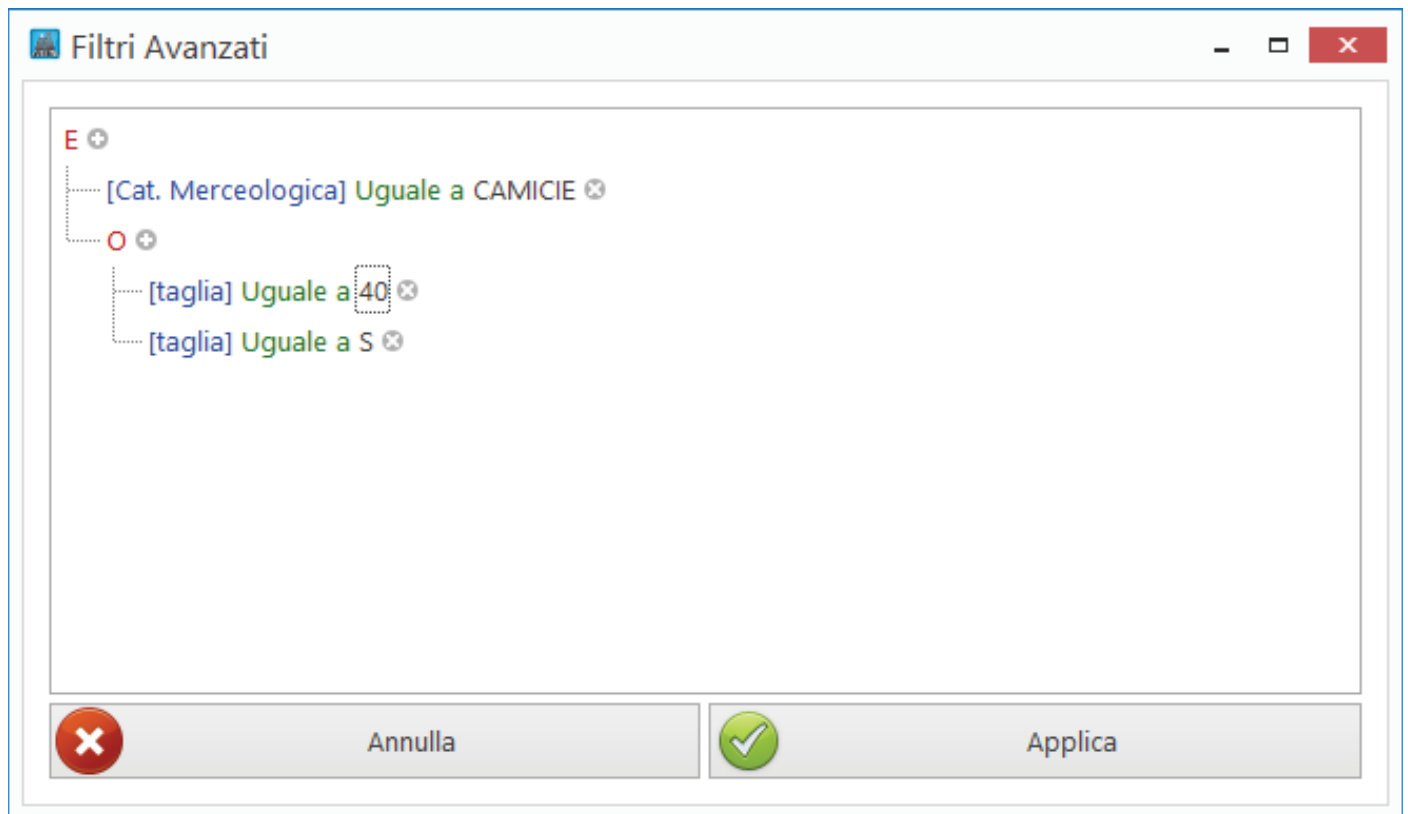 Filtri Avanzati
E
[Cat. Merceologica] Uguale a CAMICIE
O
[taglia] Uguale a 40
[taglia] Uguale a S
Annulla Applica